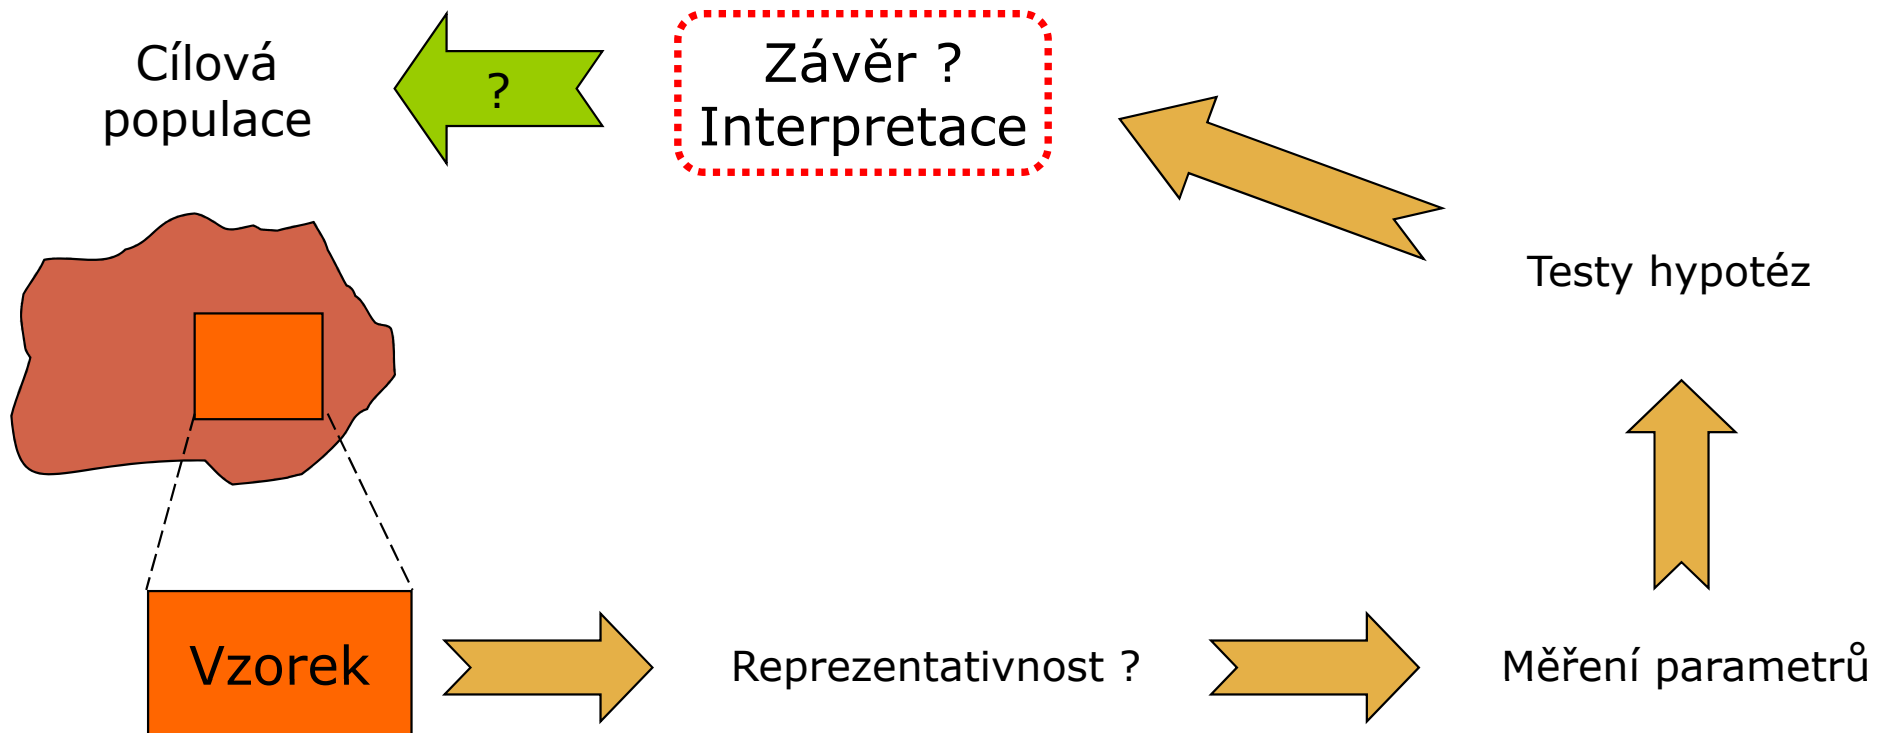 Cílová
populace
?
Závěr ?
Interpretace
Testy hypotéz
Vzorek
Reprezentativnost ?
Měření parametrů